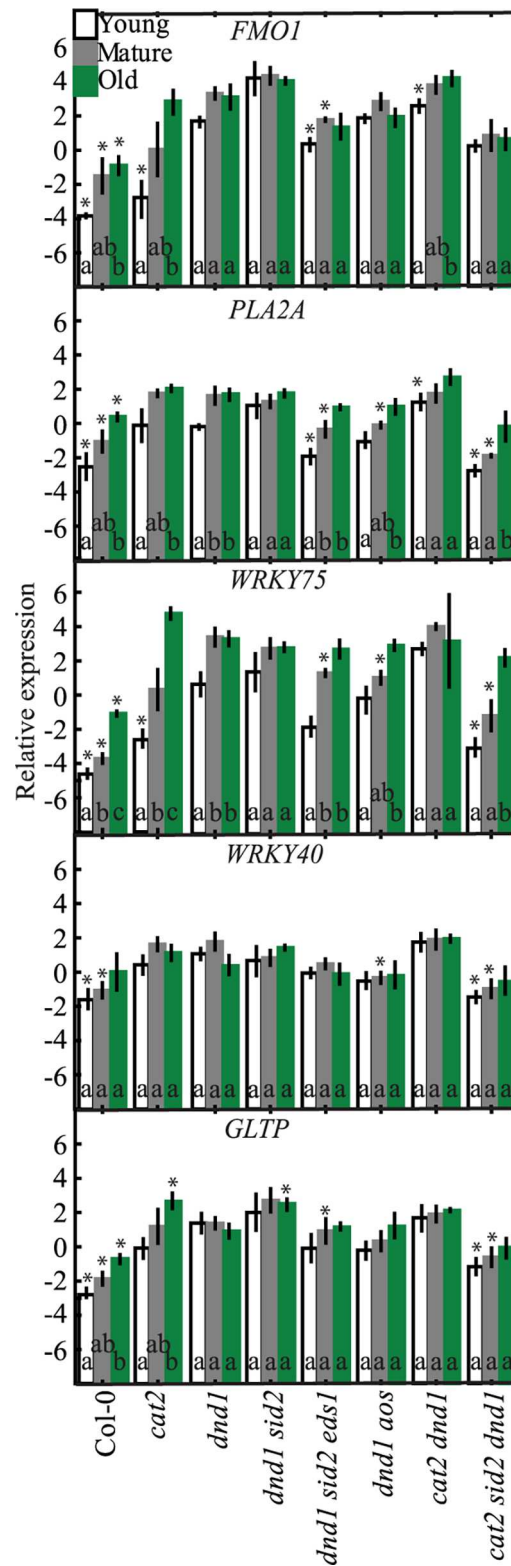 Young
Mature
Old
FMO1
6
4
2
0
-2
-4
-6
* * * * * * *
ab ab ab
a b a b a a a a a a a a a a a a a b a a a
PLA2A
6
4
2
0
-2
-4
-6
* * * * * * * * *
ab ab ab
a b a b a b b a a a a b b a b a a a a a b
WRKY75
6
4
2
0
-2
-4
-6
* * * * * * * *
ab
a b c a b c a b b a a a a b b a b a a a a a b
WRKY40
6
4
2
0
-2
-4
-6
* * * * *
a a a a a a a a a a a a a a a a a a a a a a a a
GLTP
6
4
2
0
-2
-4
-6
* * * * * * * *
ab ab
a b a b a a a a a a a a a a a a a a a a a a
Relative expression
Col-0
cat2
dnd1
dnd1 sid2
dnd1 sid2 eds1
dnd1 aos
cat2 dnd1
cat2 sid2 dnd1